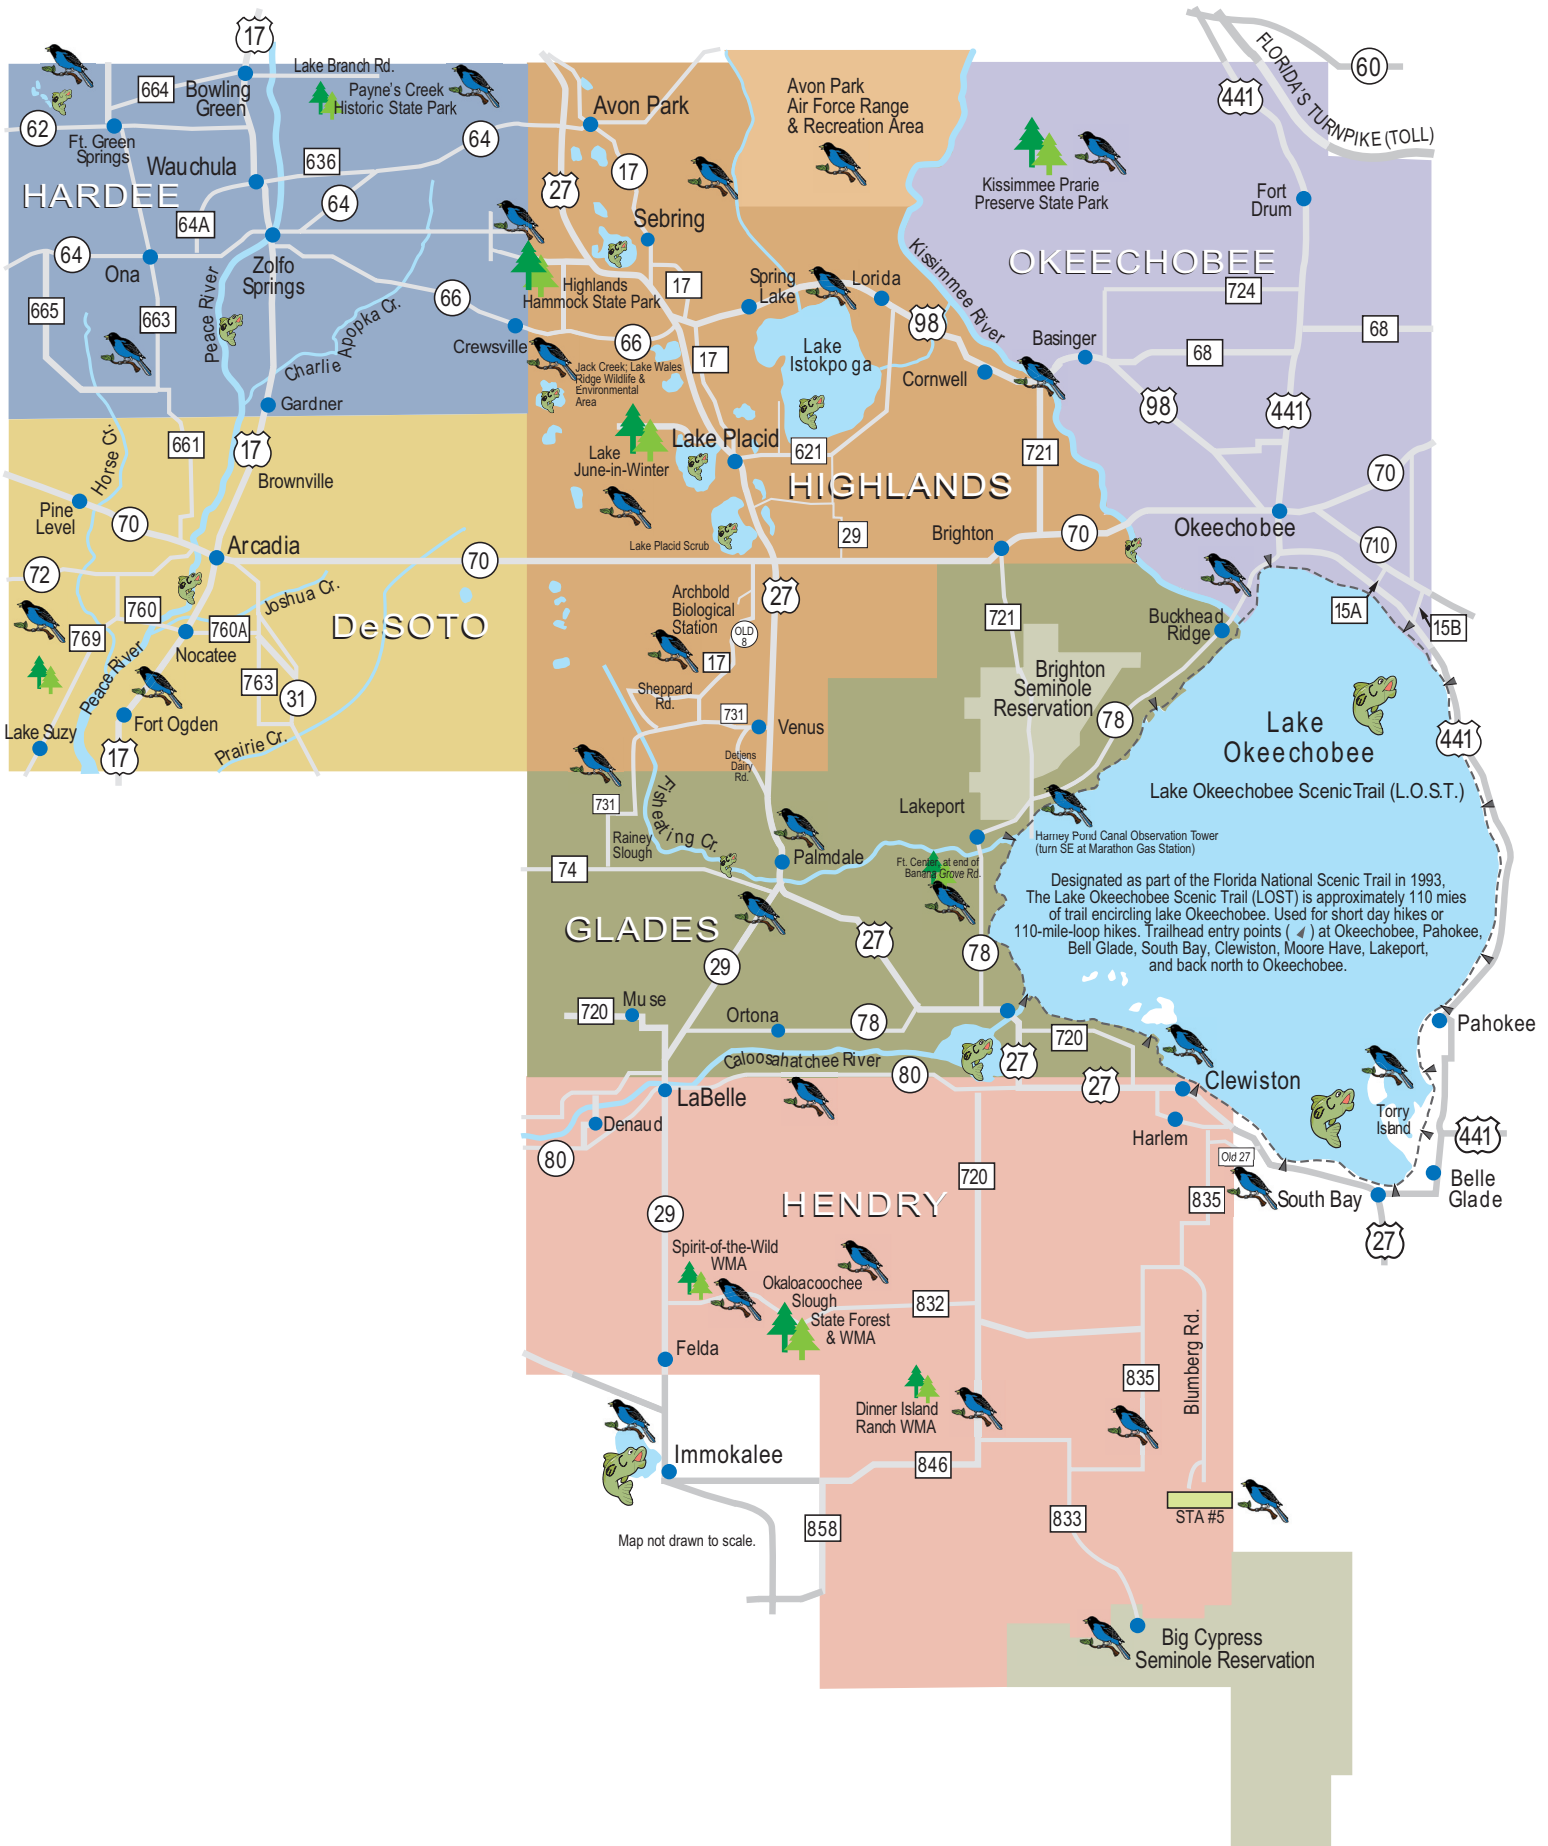 17
60
441
FLORIDA'S TURNPIKE (TOLL)
Lake Branch Rd.
664
Bowling
Green
Payne's Creek
Historic State Park
62
Ft. Green
Springs
Wauchula
636
64
HARDEE
64A
64
64
Ona
Zolfo
Springs
Peace River
665
663
66
Crewsville
Charlie
Apopka Cr.
Gardner
Avon Park
Avon Park
Air Force Range
& Recreation Area
17
27
Sebring
Highlands
Hammock State Park
17
Spring
Lake
Lorida
98
Kissimmee River
66
17
Lake
Istokpoga
Cornwell
Jack Creek; Lake Wales
Ridge Wildlife &
Environmental
Area
Lake
June-in-Winter
Lake Placid
621
721
HIGHLANDS
Lake Placid Scrub
29
Brighton
70
Kissimmee Prarie
Preserve State Park
Fort
Drum
OKEECHOBEE
724
Basinger
68
68
98
441
70
Okeechobee
710
15A
15B
661
17
Brownville
Horse Cr.
Pine
Level
70
Arcadia
70
72
760
769
760A
Joshua Cr.
DeSOTO
Nocatee
763
31
Peace River
Fort Ogden
Lake Suzy
17
Prairie Cr.
Archbold
Biological
Station
OLD
8
27
17
Sheppard
Rd.
731
Venus
Detjens
Dairy
Rd.
731
Rainey
Slough
Fisheating Cr.
74
Palmdale
721
Buckhead
Ridge
Brighton
Seminole
Reservation
78
Lakeport
Harney Pond Canal Observation Tower
(turn SE at Marathon Gas Station)
Ft. Center, at end of
Banana Grove Rd.
Lake
Okeechobee
Lake Okeechobee Scenic Trail (L.O.S.T.)
441
Designated as part of the Florida National Scenic Trail in 1993,
The Lake Okeechobee Scenic Trail (LOST) is approximately 110 mies
of trail encircling lake Okeechobee. Used for short day hikes or
110-mile-loop hikes. Trailhead entry points ( ) at Okeechobee, Pahokee,
Bell Glade, South Bay, Clewiston, Moore Have, Lakeport,
and back north to Okeechobee.
GLADES
29
27
78
720
Muse
Ortona
78
Caloosahatchee River
27
720
80
27
Clewiston
Pahokee
Torry
Island
441
Belle
Glade
South Bay
27
Harlem
Old 27
835
LaBelle
Denaud
80
29
HENDRY
720
Spirit-of-the-Wild
WMA
Okaloacoochee
Slough
State Forest
& WMA
832
Felda
Dinner Island
Ranch WMA
835
Blumberg Rd.
Immokalee
846
858
833
STA #5
Map not drawn to scale.
Big Cypress
Seminole Reservation